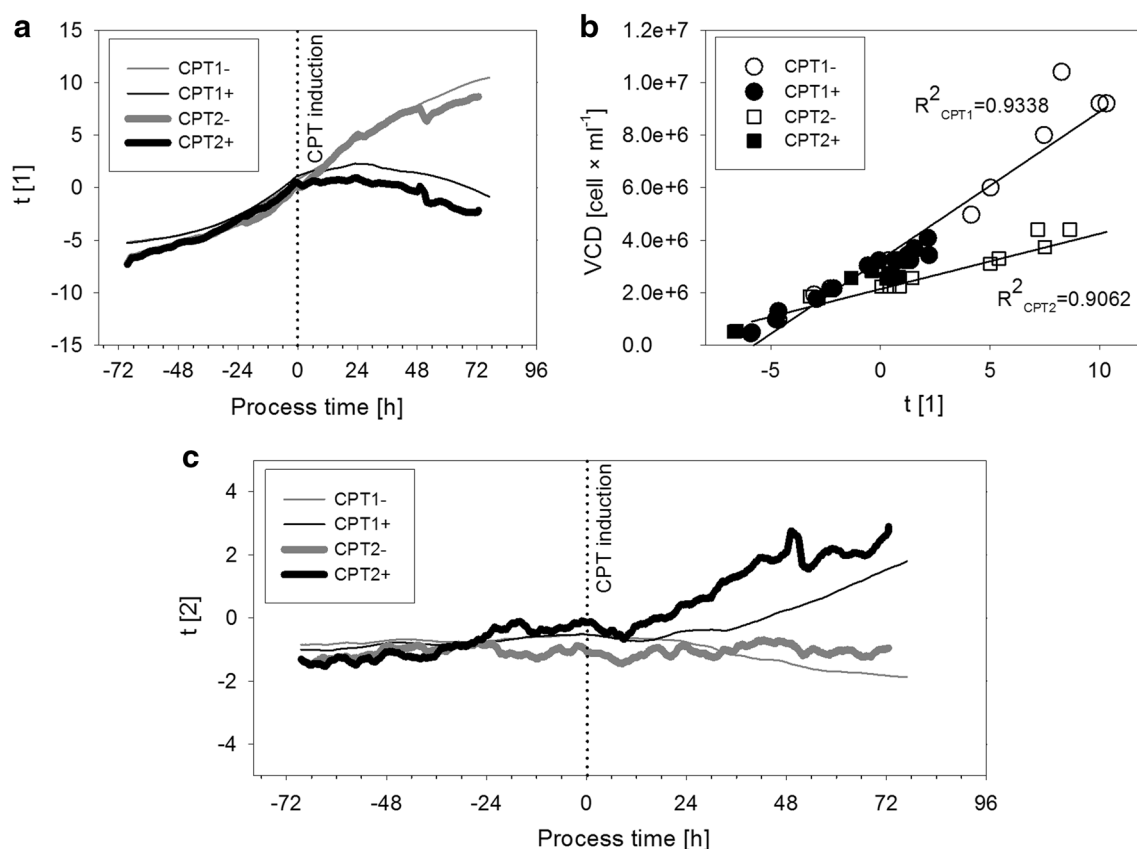 a
15
10
5
0
-5
-10
-15
t [1]
CPT1-
CPT1+
CPT2-
CPT2+
CPT induction
-72 -48 -24 0 24 48 72 96
Process time [h]
b
1.2e+7
1.0e+7
8.0e+6
6.0e+6
4.0e+6
2.0e+6
0.0
VCD [cell × ml-1]
CPT1-
CPT1+
CPT2-
CPT2+
R2CPT1=0.9338
R2CPT2=0.9062
-5 0 5 10
t [1]
c
4
2
0
-2
-4
t [2]
CPT1-
CPT1+
CPT2-
CPT2+
CPT induction
-72 -48 -24 0 24 48 72 96
Process time [h]